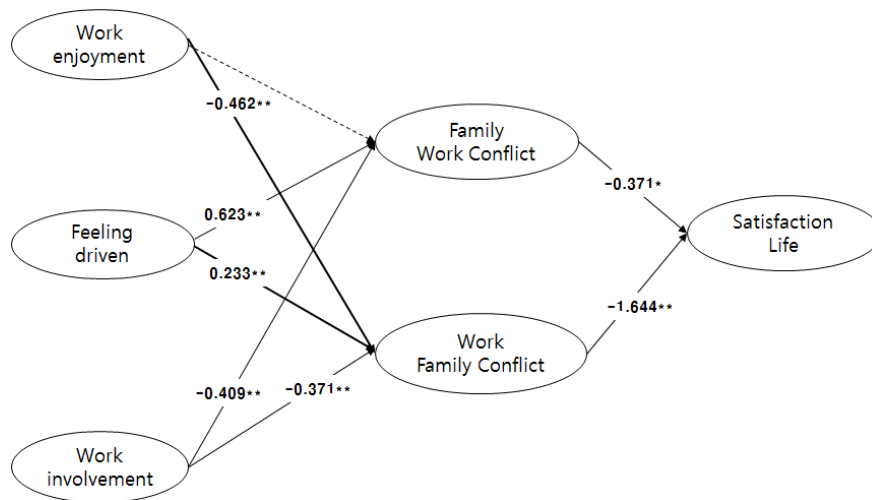 Work
enjoyment
-0.462**
Family
Work Conflict
-0.371*
0.623**
Feeling
driven
Satisfaction
Life
0.233**
-1.644**
Work
Family Conflict
-0.409**
-0.371**
Work
involvement